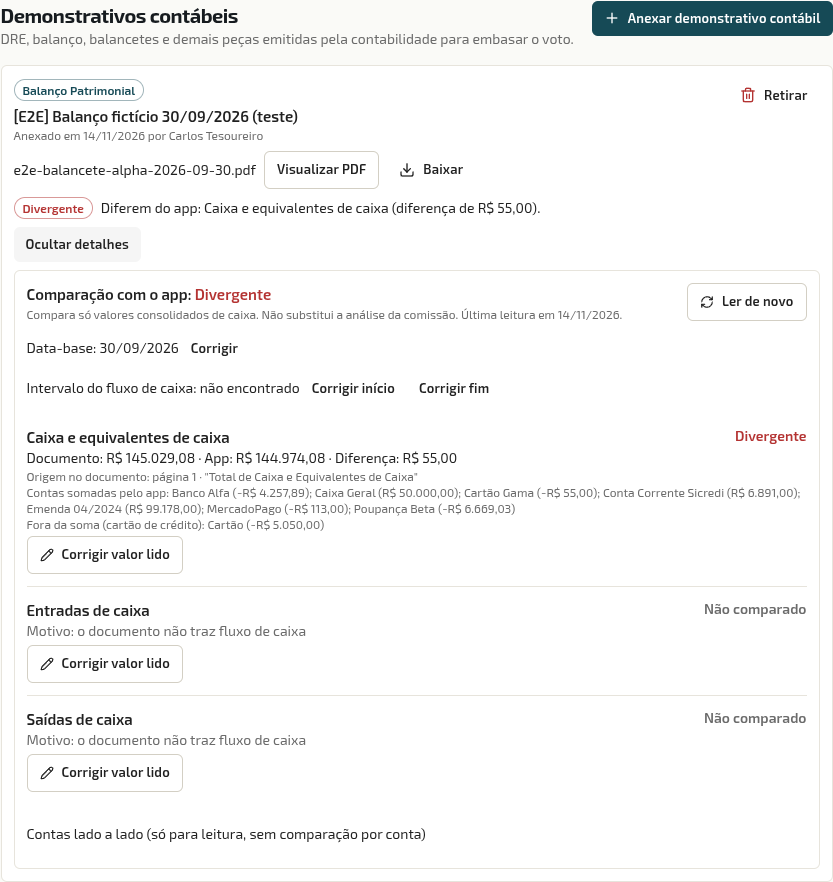 Demonstrativos contábeis
+ Anexar demonstrativo contábil
DRE, balanço, balancetes e demais peças emitidas pela contabilidade para embasar o voto.
Balanço Patrimonial
Retirar
[E2E] Balanço fictício 30/09/2026 (teste)
Anexado em 14/11/2026 por Carlos Tesoureiro
e2e-balancete-alpha-2026-09-30.pdf Visualizar PDF Baixar
Divergente Diferem do app: Caixa e equivalentes de caixa (diferença de R$ 55,00).
Ocultar detalhes
Comparação com o app: Divergente
Ler de novo
Compara só valores consolidados de caixa. Não substitui a análise da comissão. Última leitura em 14/11/2026.
Data-base: 30/09/2026 Corrigir
Intervalo do fluxo de caixa: não encontrado Corrigir início Corrigir fim
Caixa e equivalentes de caixa Divergente
Documento: R$ 145.029,08 · App: R$ 144.974,08 · Diferença: R$ 55,00
Origem no documento: página 1 · "Total de Caixa e Equivalentes de Caixa"
Contas somadas pelo app: Banco Alfa (-R$ 4.257,89); Caixa Geral (R$ 50.000,00); Cartão Gama (-R$ 55,00); Conta Corrente Sicredi (R$ 6.891,00);
Emenda 04/2024 (R$ 99.178,00); MercadoPago (-R$ 113,00); Poupança Beta (-R$ 6.669,03)
Fora da soma (cartão de crédito): Cartão (-R$ 5.050,00)
Corrigir valor lido
Entradas de caixa Não comparado
Motivo: o documento não traz fluxo de caixa
Corrigir valor lido
Saídas de caixa Não comparado
Motivo: o documento não traz fluxo de caixa
Corrigir valor lido
Contas lado a lado (só para leitura, sem comparação por conta)